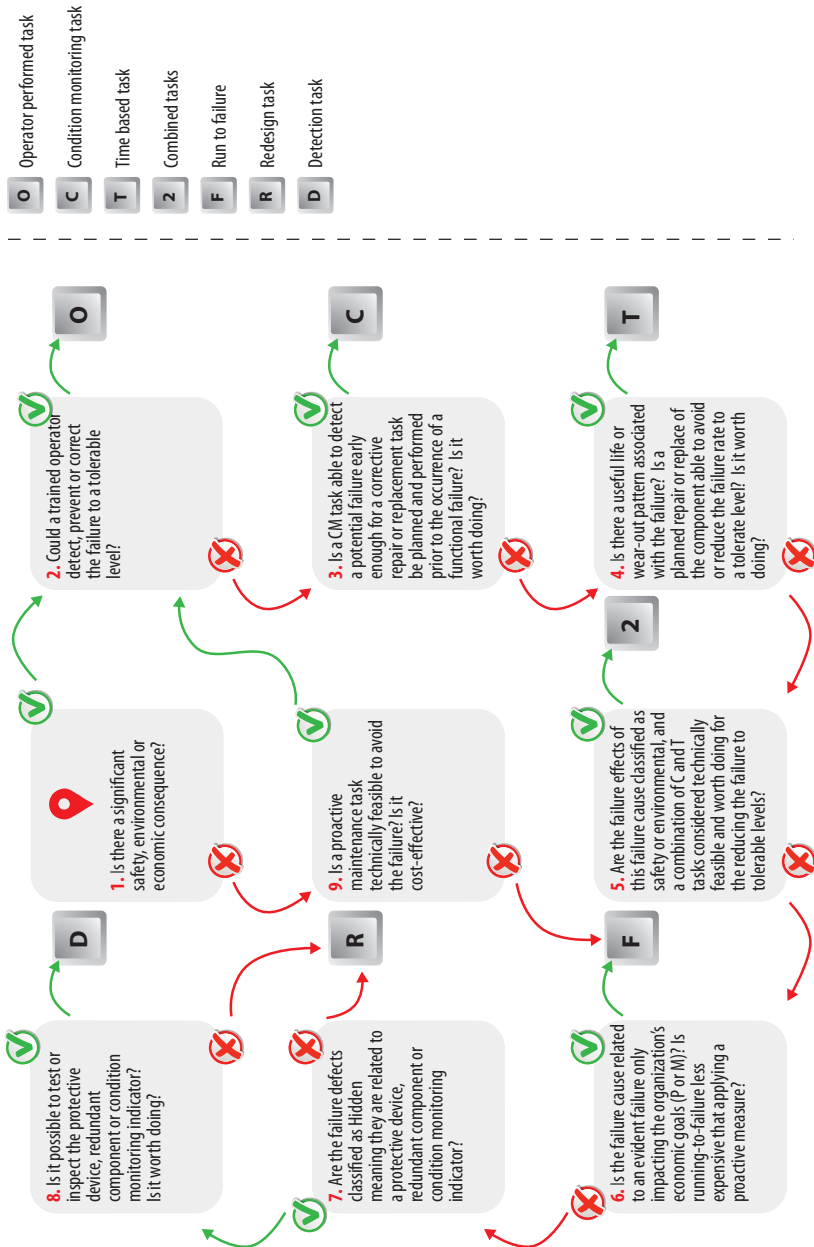 1. Is there a significant
safety, environmental or
economic consequence?
2. Could a trained operator
detect, prevent or correct
the failure to a tolerable
level?
O
3. Is a CM task able to detect
a potential failure early
enough for a corrective
repair or replacement task
be planned and performed
prior to the occurrence of a
functional failure? Is it
worth doing?
C
4. Is there a useful life or
wear-out pattern associated
with the failure? Is a
planned repair or replace of
the component able to avoid
or reduce the failure rate to
a tolerate level? Is it worth
doing?
T
5. Are the failure effects of
this failure cause classified as
safety or environmental, and
a combination of C and T
tasks considered technically
feasible and worth doing for
the reducing the failure to
tolerable levels?
2
6. Is the failure cause related
to an evident failure only
impacting the organization's
economic goals (P or M)? Is
running-to-failure less
expensive that applying a
proactive measure?
F
7. Are the failure defects
classified as Hidden
meaning they are related to
a protective device,
redundant component or
condition monitoring
indicator?
R
8. Is it possible to test or
inspect the protective
device, redundant
component or condition
monitoring indicator?
Is it worth doing?
D
9. Is a proactive
maintenance task
technically feasible to avoid
the failure? Is it
cost-effective?
O Operator performed task
C Condition monitoring task
T Time based task
2 Combined tasks
F Run to failure
R Redesign task
D Detection task